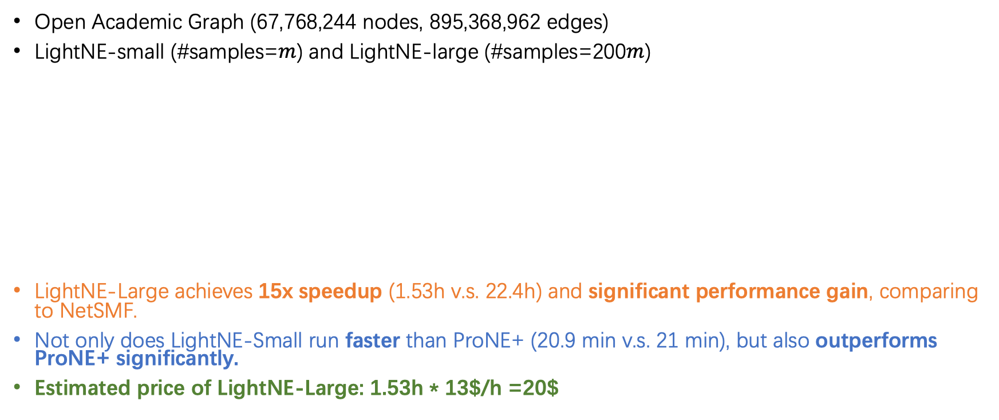 • Open Academic Graph (67,768,244 nodes, 895,368,962 edges)
• LightNE-small (#samples=𝒎) and LightNE-large (#samples=200𝒎)
• LightNE-Large achieves 15x speedup (1.53h v.s. 22.4h) and significant performance gain, comparing
to NetSMF.
• Not only does LightNE-Small run faster than ProNE+ (20.9 min v.s. 21 min), but also outperforms
ProNE+ significantly.
• Estimated price of LightNE-Large: 1.53h * 13$/h =20$